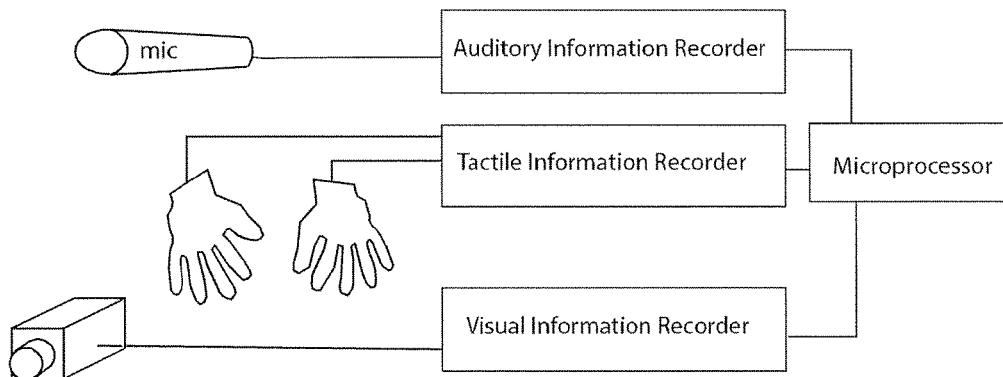 mic
Auditory Information Recorder
Tactile Information Recorder
Microprocessor
Visual Information Recorder